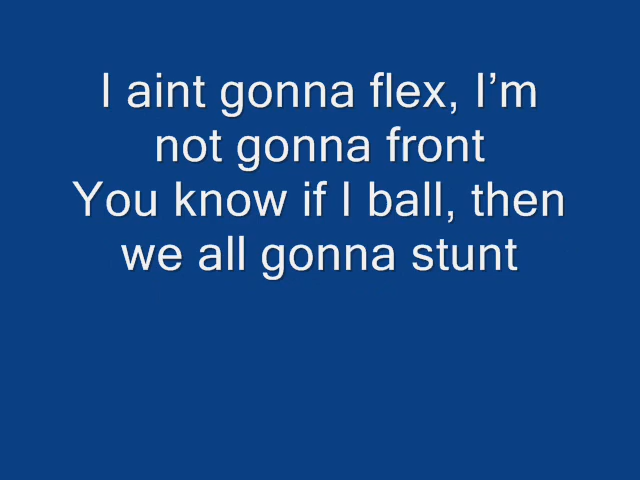 I aint gonna flex, I’m
not gonna front
You know if I ball, then
we all gonna stunt